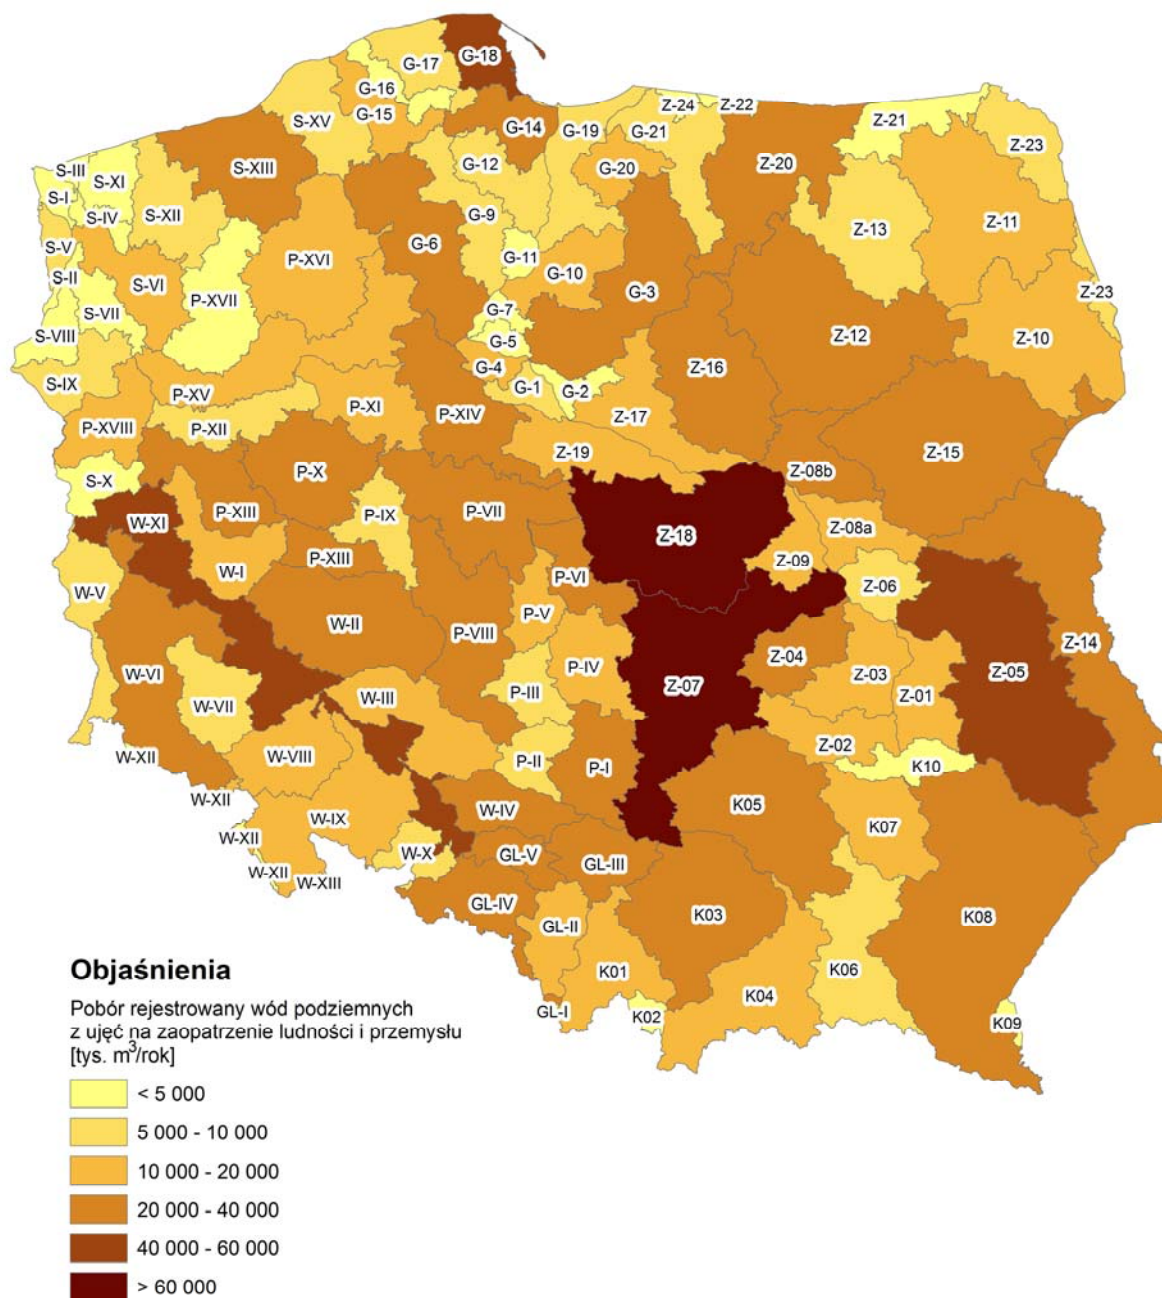 G-18
G-17
G-16
G-15
S-XV
G-14
G-19
Z-24
Z-22
G-21
Z-21
Z-23
G-12
G-20
Z-20
S-III
S-XI
S-I
S-IV
S-XII
S-XIII
G-9
Z-13
Z-11
S-V
S-II
S-VI
P-XVI
G-6
G-11
G-10
G-3
P-XVII
S-VII
S-VIII
G-7
G-5
Z-12
Z-23
Z-10
S-IX
P-XV
G-4
G-1
G-2
Z-16
P-XI
P-XIV
Z-17
P-XVIII
P-XII
Z-19
Z-15
S-X
P-X
Z-08b
W-XI
P-XIII
P-IX
P-VII
Z-18
Z-08a
P-XIII
W-I
Z-09
W-V
P-VI
Z-06
W-II
P-V
P-VIII
Z-14
W-VI
P-IV
Z-04
Z-03
Z-05
W-VII
W-III
P-III
Z-07
Z-01
W-XII
W-VIII
P-II
P-I
Z-02
K10
W-XII
W-IX
W-IV
K05
K07
W-XII
W-X
GL-V
GL-III
W-XII
W-XIII
GL-IV
K03
K08
GL-II
K01
K06
K04
GL-I
K02
K09
Objaśnienia
Pobór rejestrowany wód podziemnych
z ujęć na zaopatrzenie ludności i przemysłu
[tys. m³/rok]
< 5 000
5 000 - 10 000
10 000 - 20 000
20 000 - 40 000
40 000 - 60 000
> 60 000